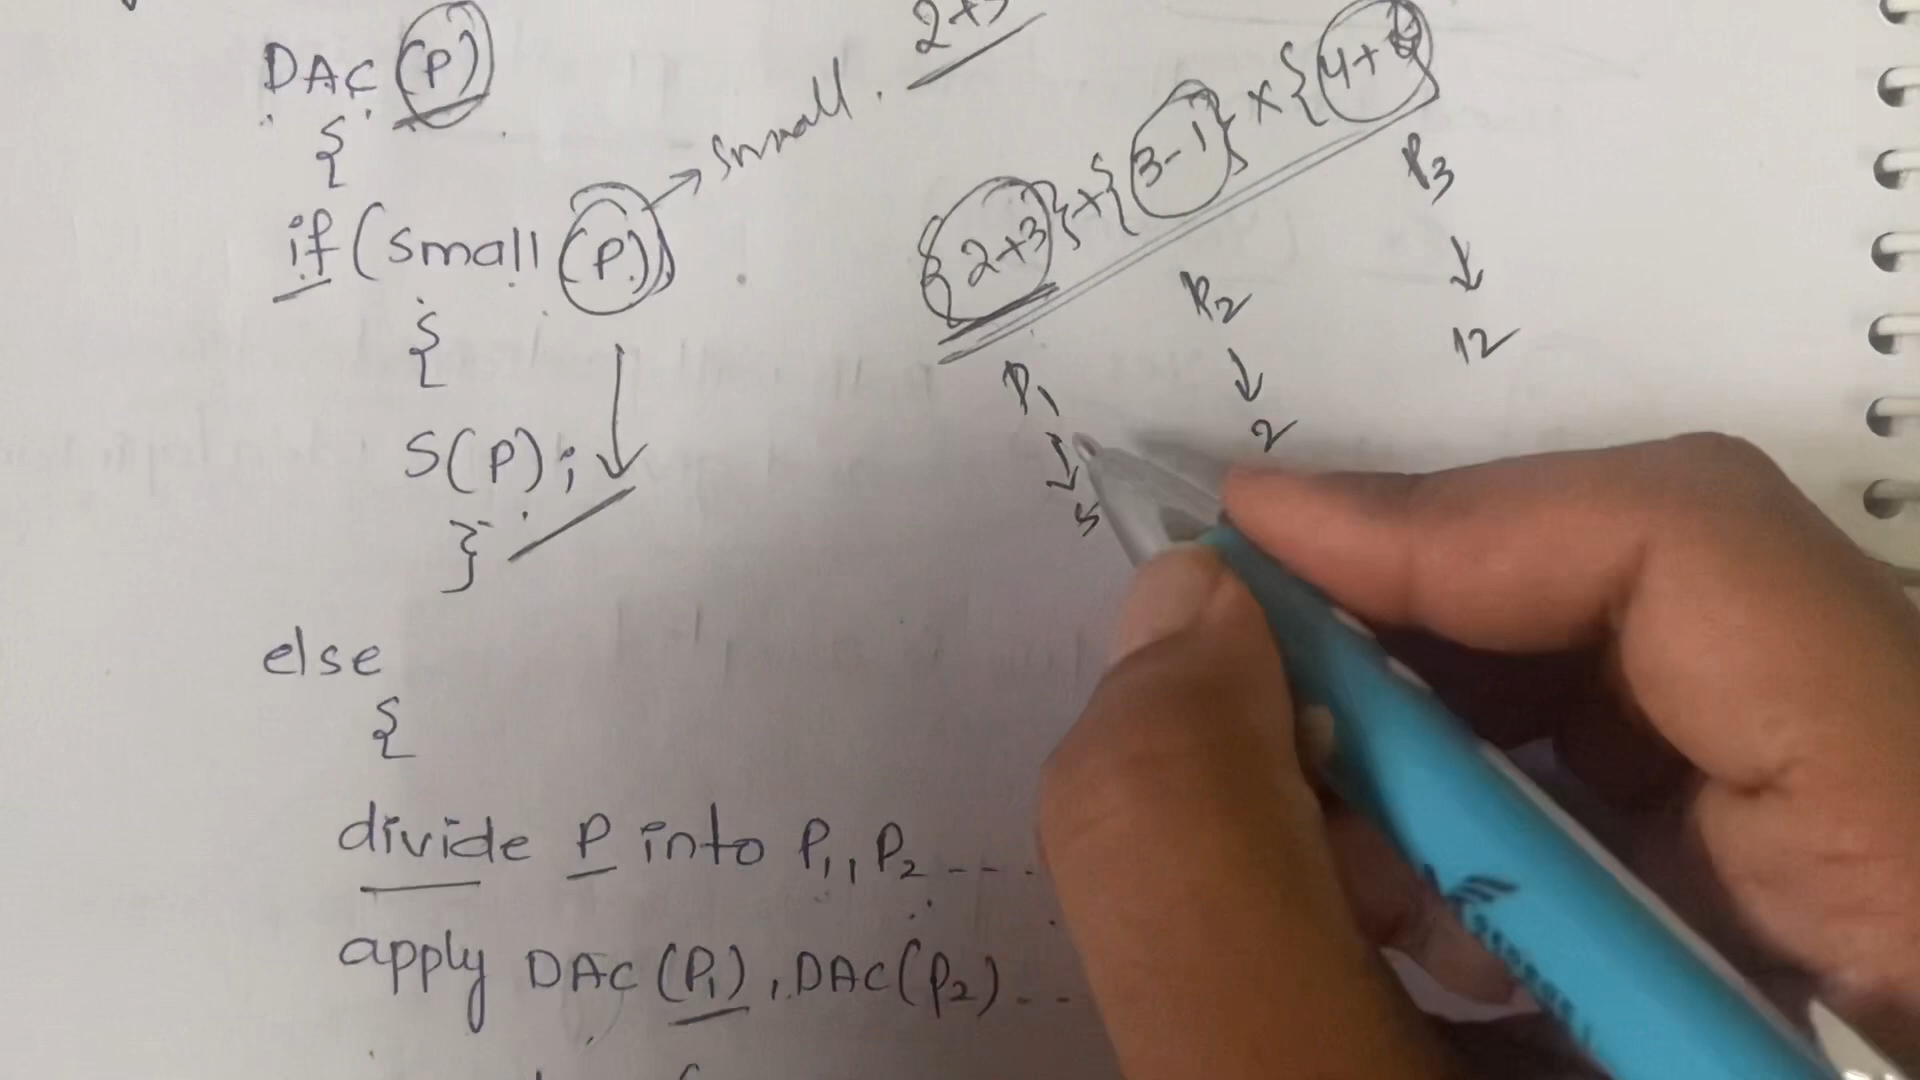 DAC (P)
{
if (small (P))
{
S(P);
}
else
{
divide P into P1, P2 ----
apply DAC (P1), DAC(P2) --
small.
2+3
{2+3}+{3-1}×{4+
P1
5
P2
2
P3
12